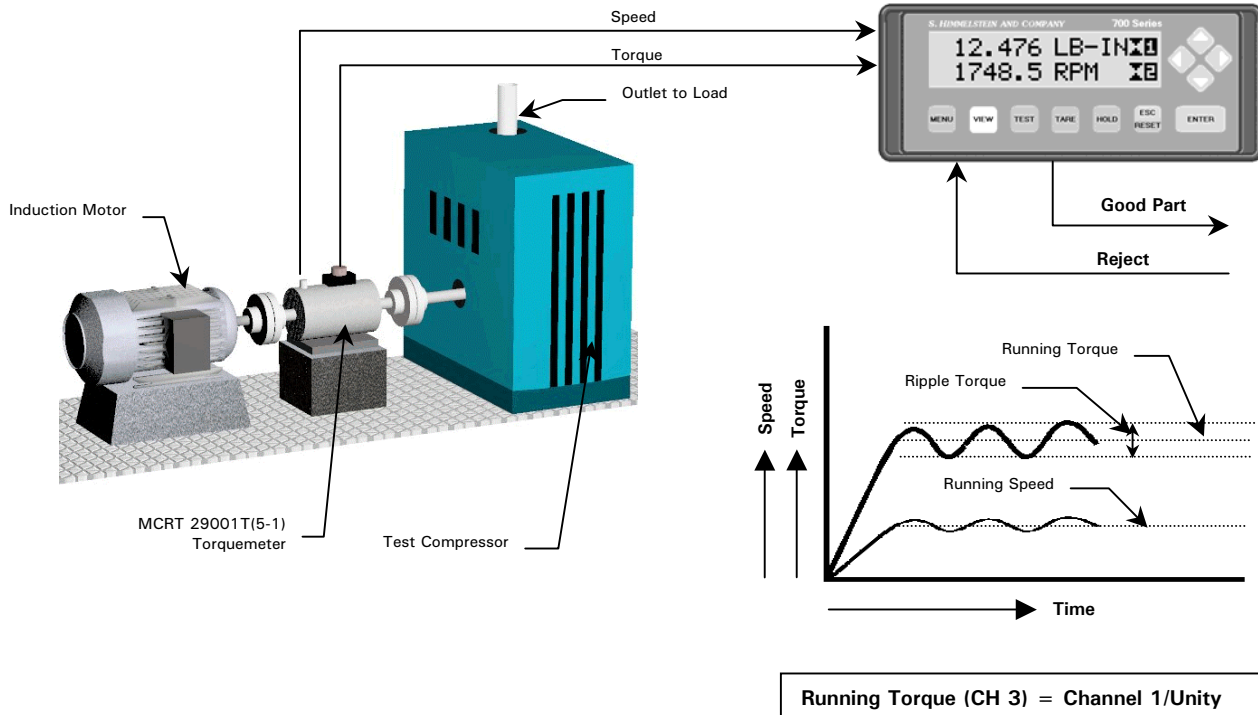 Speed
Torque
Outlet to Load
Induction Motor
MCRT 29001T(5-1)
Torquemeter
Test Compressor
S. HIMMELSTEIN AND COMPANY 700 Series
12.476 LB-IN 1
1748.5 RPM 2
MENU VIEW TEST TARE HOLD ESC RESET ENTER
Good Part
Reject
Running Torque
Ripple Torque
Running Speed
Speed
Torque
Time
Running Torque (CH 3) = Channel 1/Unity